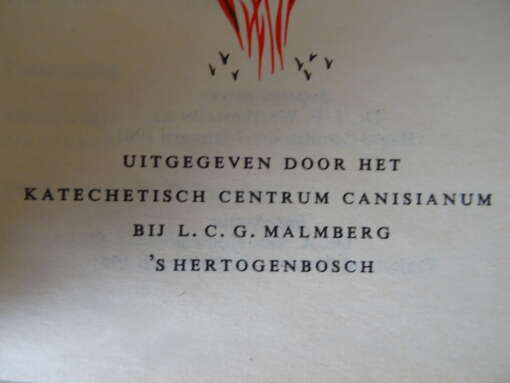 UITGEGEVEN DOOR HET
KATECHETISCH CENTRUM CANISIANUM
BIJ L. C. G. MALMBERG
'S HERTOGENBOSCH